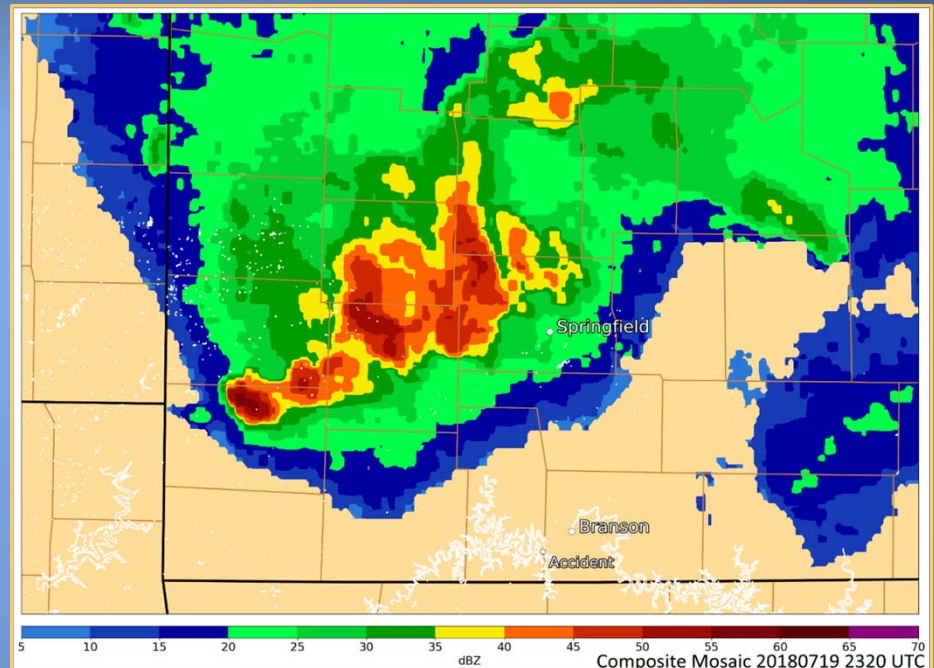 Springfield
Branson
Accident
5 10 15 20 25 30 35 40 45 50 55 60 65 70
dBZ
Composite Mosaic 20180719 2320 UTC